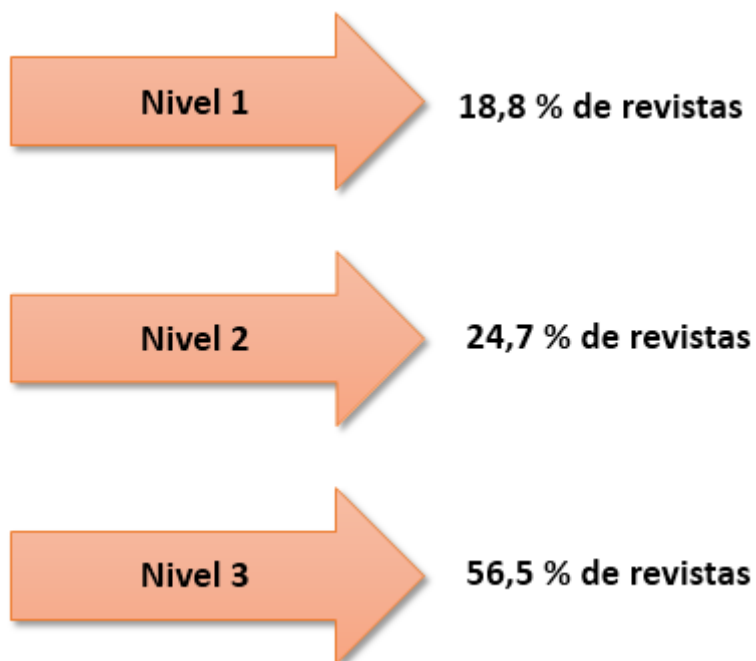 Nivel 1
18,8 % de revistas
Nivel 2
24,7 % de revistas
Nivel 3
56,5 % de revistas